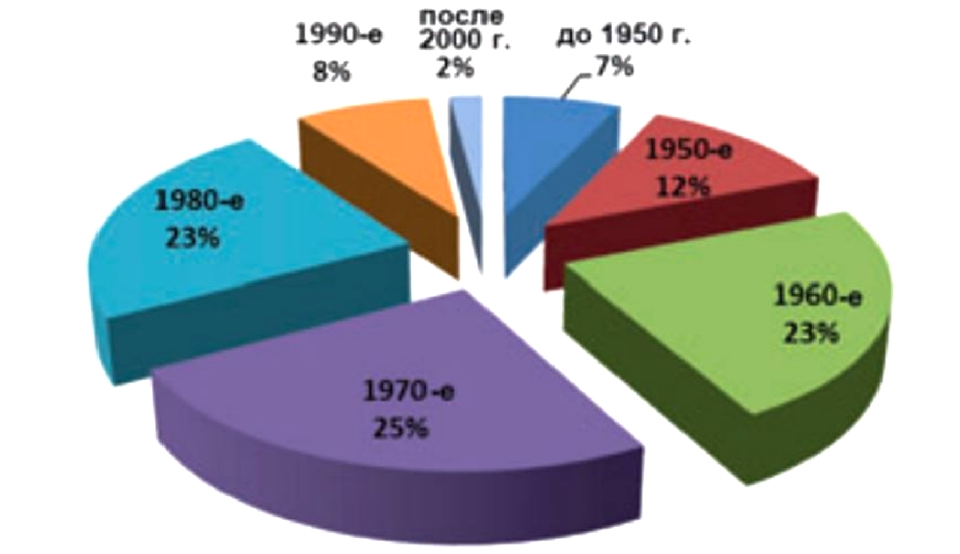 1990-е
8%
после
2000 г.
2%
до 1950 г.
7%
1950-е
12%
1960-е
23%
1970-е
25%
1980-е
23%